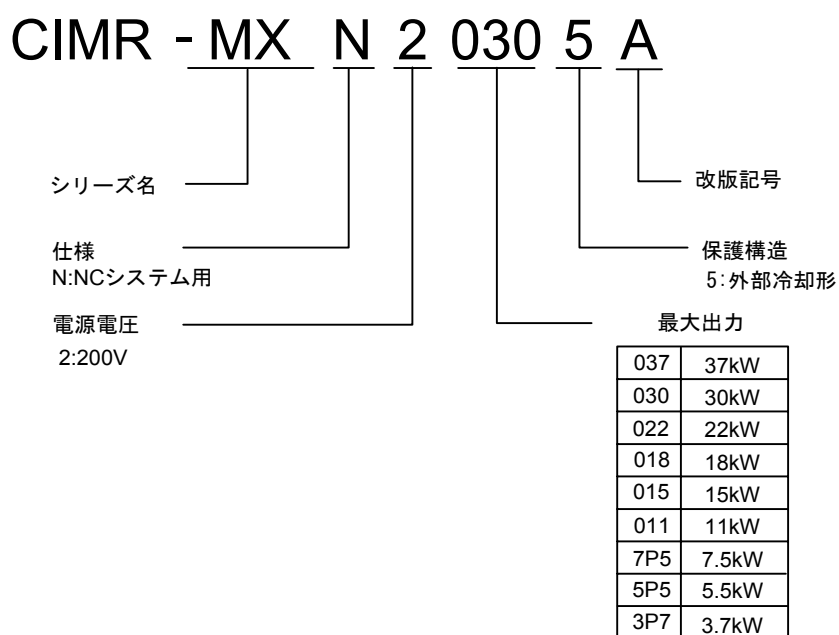 CIMR - MX N 2 030 5 A
シリーズ名
改版記号
仕様
N:NCシステム用
保護構造
5:外部冷却形
電源電圧
2:200V
最大出力
037 37kW
030 30kW
022 22kW
018 18kW
015 15kW
011 11kW
7P5 7.5kW
5P5 5.5kW
3P7 3.7kW